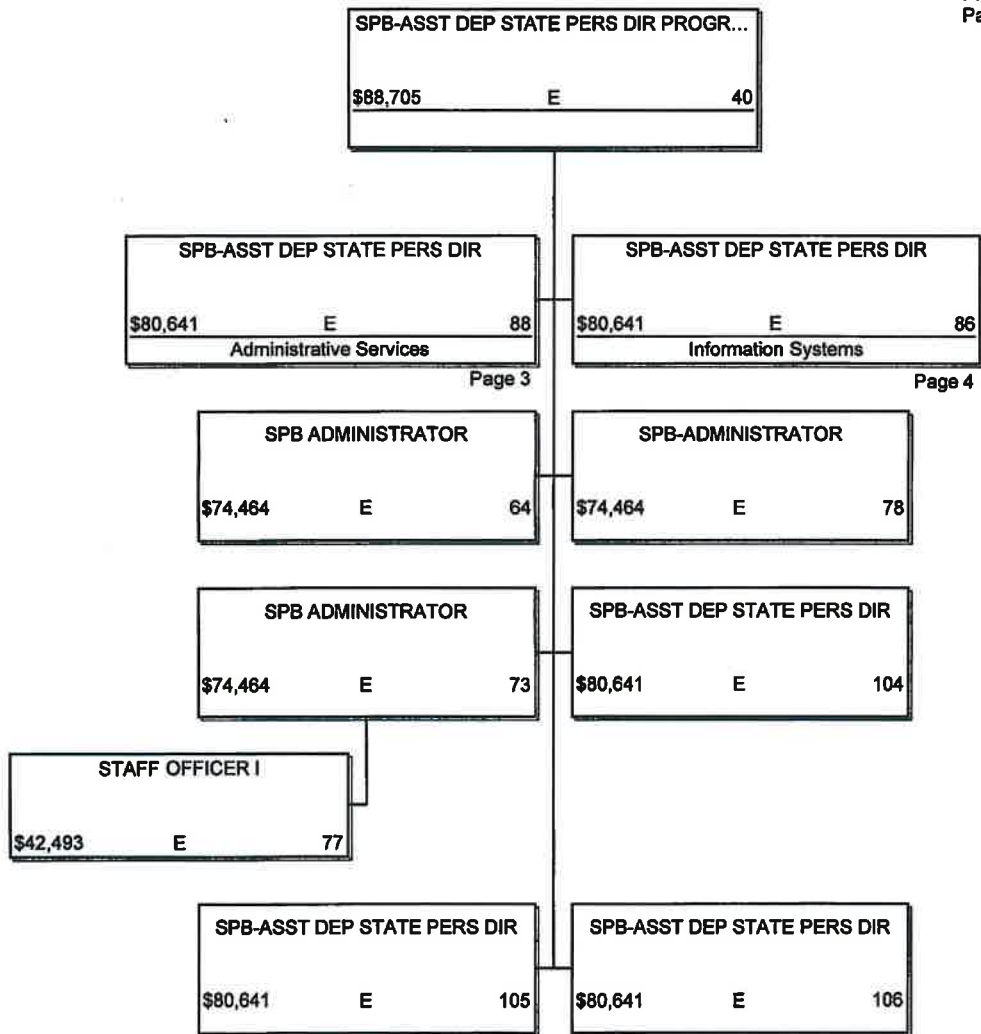 Pa
SPB-ASST DEP STATE PERS DIR PROGR...
$88,705 E 40
SPB-ASST DEP STATE PERS DIR
$80,641 E 88
Administrative Services
Page 3
SPB-ASST DEP STATE PERS DIR
$80,641 E 86
Information Systems
Page 4
SPB ADMINISTRATOR
$74,464 E 64
SPB-ADMINISTRATOR
$74,464 E 78
SPB ADMINISTRATOR
$74,464 E 73
SPB-ASST DEP STATE PERS DIR
$80,641 E 104
STAFF OFFICER I
$42,493 E 77
SPB-ASST DEP STATE PERS DIR
$80,641 E 105
SPB-ASST DEP STATE PERS DIR
$80,641 E 106